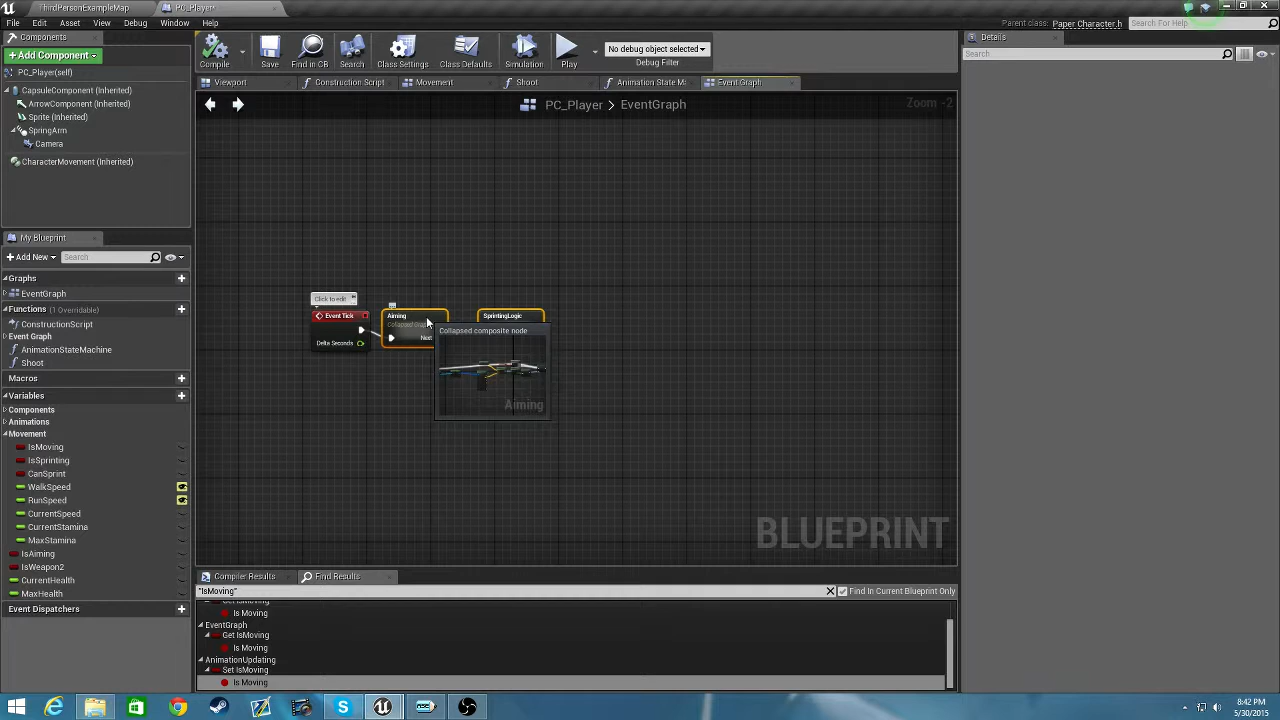 ThirdPersonExampleMap
PC_Player*
File
Edit
Asset
View
Debug
Window
Help
Parent class:
Paper Character.h
Search For Help
Components
Add Component
PC_Player(self)
CapsuleComponent (Inherited)
ArrowComponent (Inherited)
Sprite (Inherited)
SpringArm
Camera
CharacterMovement (Inherited)
Compile
Save
Find in CB
Search
Class Settings
Class Defaults
Simulation
Play
No debug object selected
Debug Filter
Viewport
Construction Scrip
Movement
Shoot
Animation State Ma
Event Graph
PC_Player > EventGraph
Zoom -2
Click to edit
Event Tick
Delta Seconds
Aiming
Collapsed Graph
Next
SprintingLogic
Collapsed composite node
Aiming
BLUEPRINT
Details
Search
My Blueprint
Add New
Search
Graphs
EventGraph
Functions (1 Overridable)
ConstructionScript
Event Graph
AnimationStateMachine
Shoot
Macros
Variables
Components
Animations
Movement
IsMoving
IsSprinting
CanSprint
WalkSpeed
RunSpeed
CurrentSpeed
CurrentStamina
MaxStamina
IsAiming
IsWeapon2
CurrentHealth
MaxHealth
Event Dispatchers
Compiler Results
Find Results
"IsMoving"
Find In Current Blueprint Only
Get IsMoving
Is Moving
EventGraph
Get IsMoving
Is Moving
AnimationUpdating
Set IsMoving
Is Moving
8:42 PM
5/30/2015